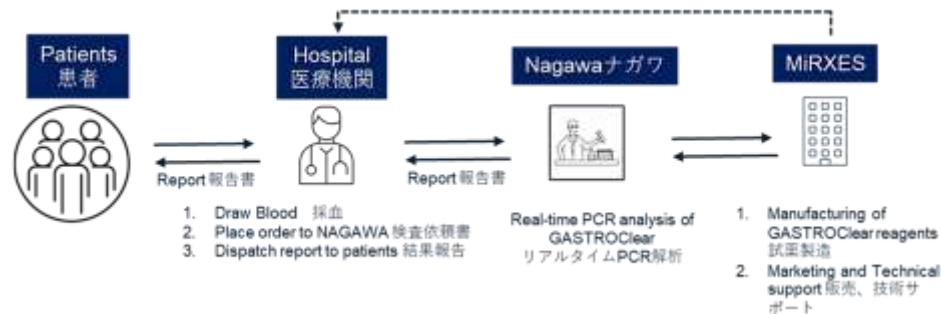 Patients
患者
Hospital
医療機関
Nagawaナガワ
MiRXES
Report 報告書
Report 報告書
1. Draw Blood 採血
2. Place order to NAGAWA 検査依頼書
3. Dispatch report to patients 結果報告
Real-time PCR analysis of
GASTROClear
リアルタイムPCR解析
1. Manufacturing of
GASTROClear reagents
試薬製造
2. Marketing and Technical
support 販売、技術サ
ポート